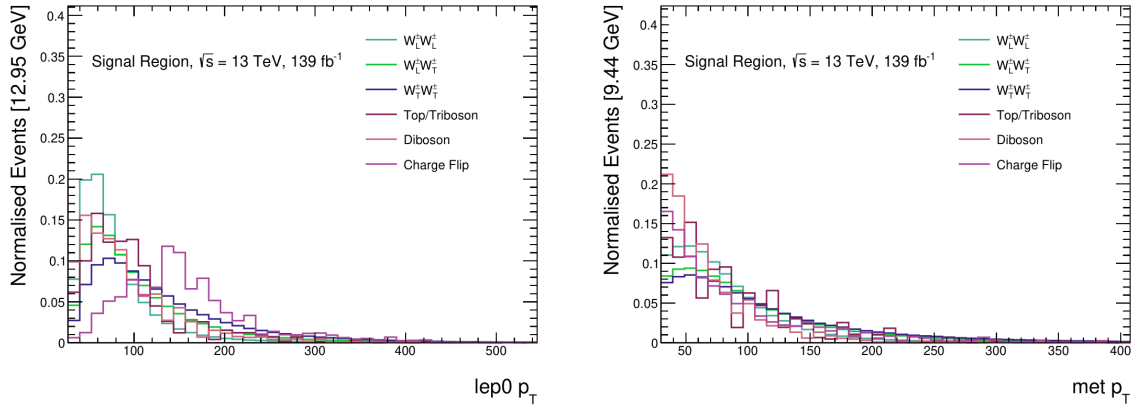 Normalised Events [12.95 GeV]
0.4
0.35
0.3
0.25
0.2
0.15
0.1
0.05
0
Signal Region, √s = 13 TeV, 139 fb⁻¹
W±LW±L
W±LW±T
W±TW±T
Top/Triboson
Diboson
Charge Flip
100 200 300 400 500
lep0 p_T
Normalised Events [9.44 GeV]
0.4
0.35
0.3
0.25
0.2
0.15
0.1
0.05
0
Signal Region, √s = 13 TeV, 139 fb⁻¹
W±LW±L
W±LW±T
W±TW±T
Top/Triboson
Diboson
Charge Flip
50 100 150 200 250 300 350 400
met p_T